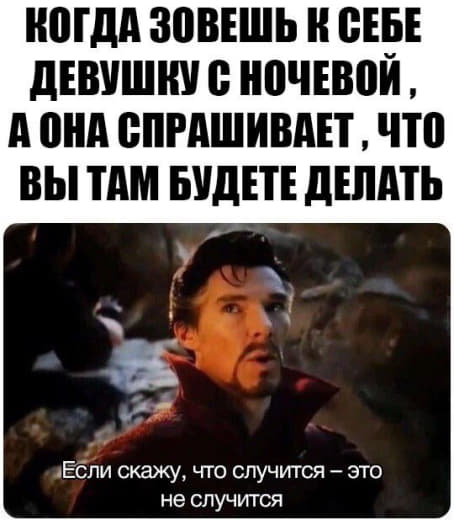 КОГДА ЗОВЕШЬ К СЕБЕ
ДЕВУШКУ С НОЧЕВОЙ ,
А ОНА СПРАШИВАЕТ , ЧТО
ВЫ ТАМ БУДЕТЕ ДЕЛАТЬ
Если скажу, что случится – это
не случится